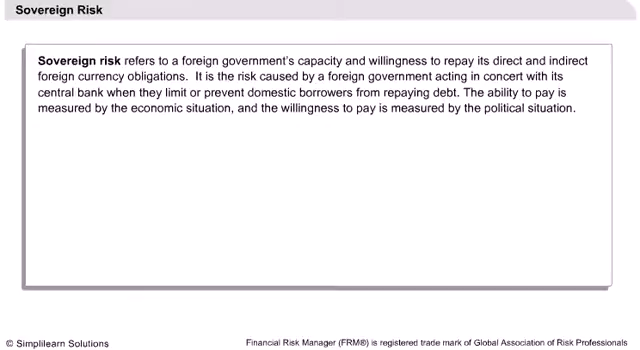 Sovereign Risk
Sovereign risk refers to a foreign government's capacity and willingness to repay its direct and indirect
foreign currency obligations. It is the risk caused by a foreign government acting in concert with its
central bank when they limit or prevent domestic borrowers from repaying debt. The ability to pay is
measured by the economic situation, and the willingness to pay is measured by the political situation.
© Simplilearn Solutions
Financial Risk Manager (FRM®) is registered trade mark of Global Association of Risk Professionals